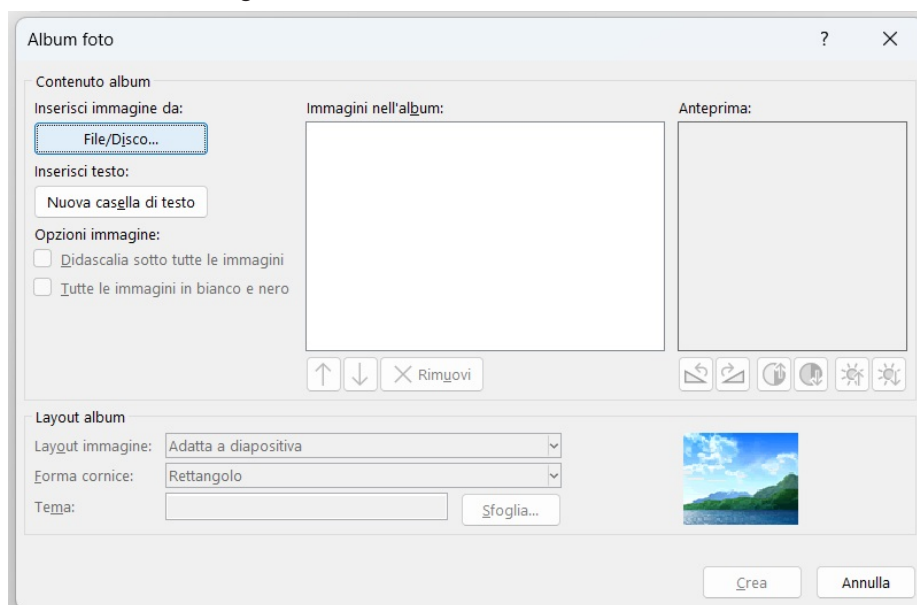 Album foto
?
Contenuto album
Inserisci immagine da:
File/Disco...
Inserisci testo:
Nuova casella di testo
Opzioni immagine:
Didascalia sotto tutte le immagini
Tutte le immagini in bianco e nero
Immagini nell'album:
Rimuovi
Anteprima:
Layout album
Layout immagine: Adatta a diapositiva
Forma cornice: Rettangolo
Tema: Sfoglia...
Crea Annulla